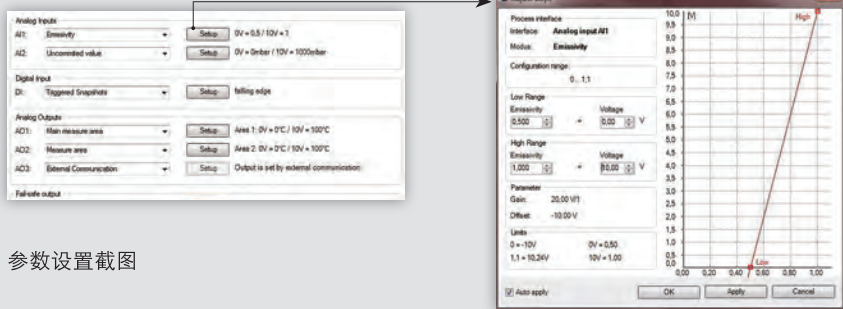 Analog Inputs
AI1: Emissivity Setup 0V = 0,5 / 10V = 1
AI2: Uncommitted value Setup 0V = 0mbar / 10V = 1000mbar
Digital Input
DI: Triggered Snapshots Setup falling edge
Analog Outputs
AO1: Main measure area Setup Area 1: 0V = 0°C / 10V = 100°C
AO2: Measure area Setup Area 2: 0V = 0°C / 10V = 100°C
AO3: External Communication Setup Output is set by external communication
Fail-safe output
参数设置截图
Process interface
Interface: Analog input AI1
Modus: Emissivity
Configuration range
0... 1,1
Low Range
Emissivity Voltage
0,500 -> 0,00 V
High Range
Emissivity Voltage
1,000 -> 10,00 V
Parameter
Gain: 20,00 V/1
Offset: -10,00 V
Limits
0 = -10V 0V = 0,50
1,1 = 10,24V 10V = 1,00
Auto apply
OK Apply Cancel
[V]
High
Low
10,0
9,5
9,0
8,5
8,0
7,5
7,0
6,5
6,0
5,5
5,0
4,5
4,0
3,5
3,0
2,5
2,0
1,5
1,0
0,5
0,0
0,00 0,20 0,40 0,60 0,80 1,00